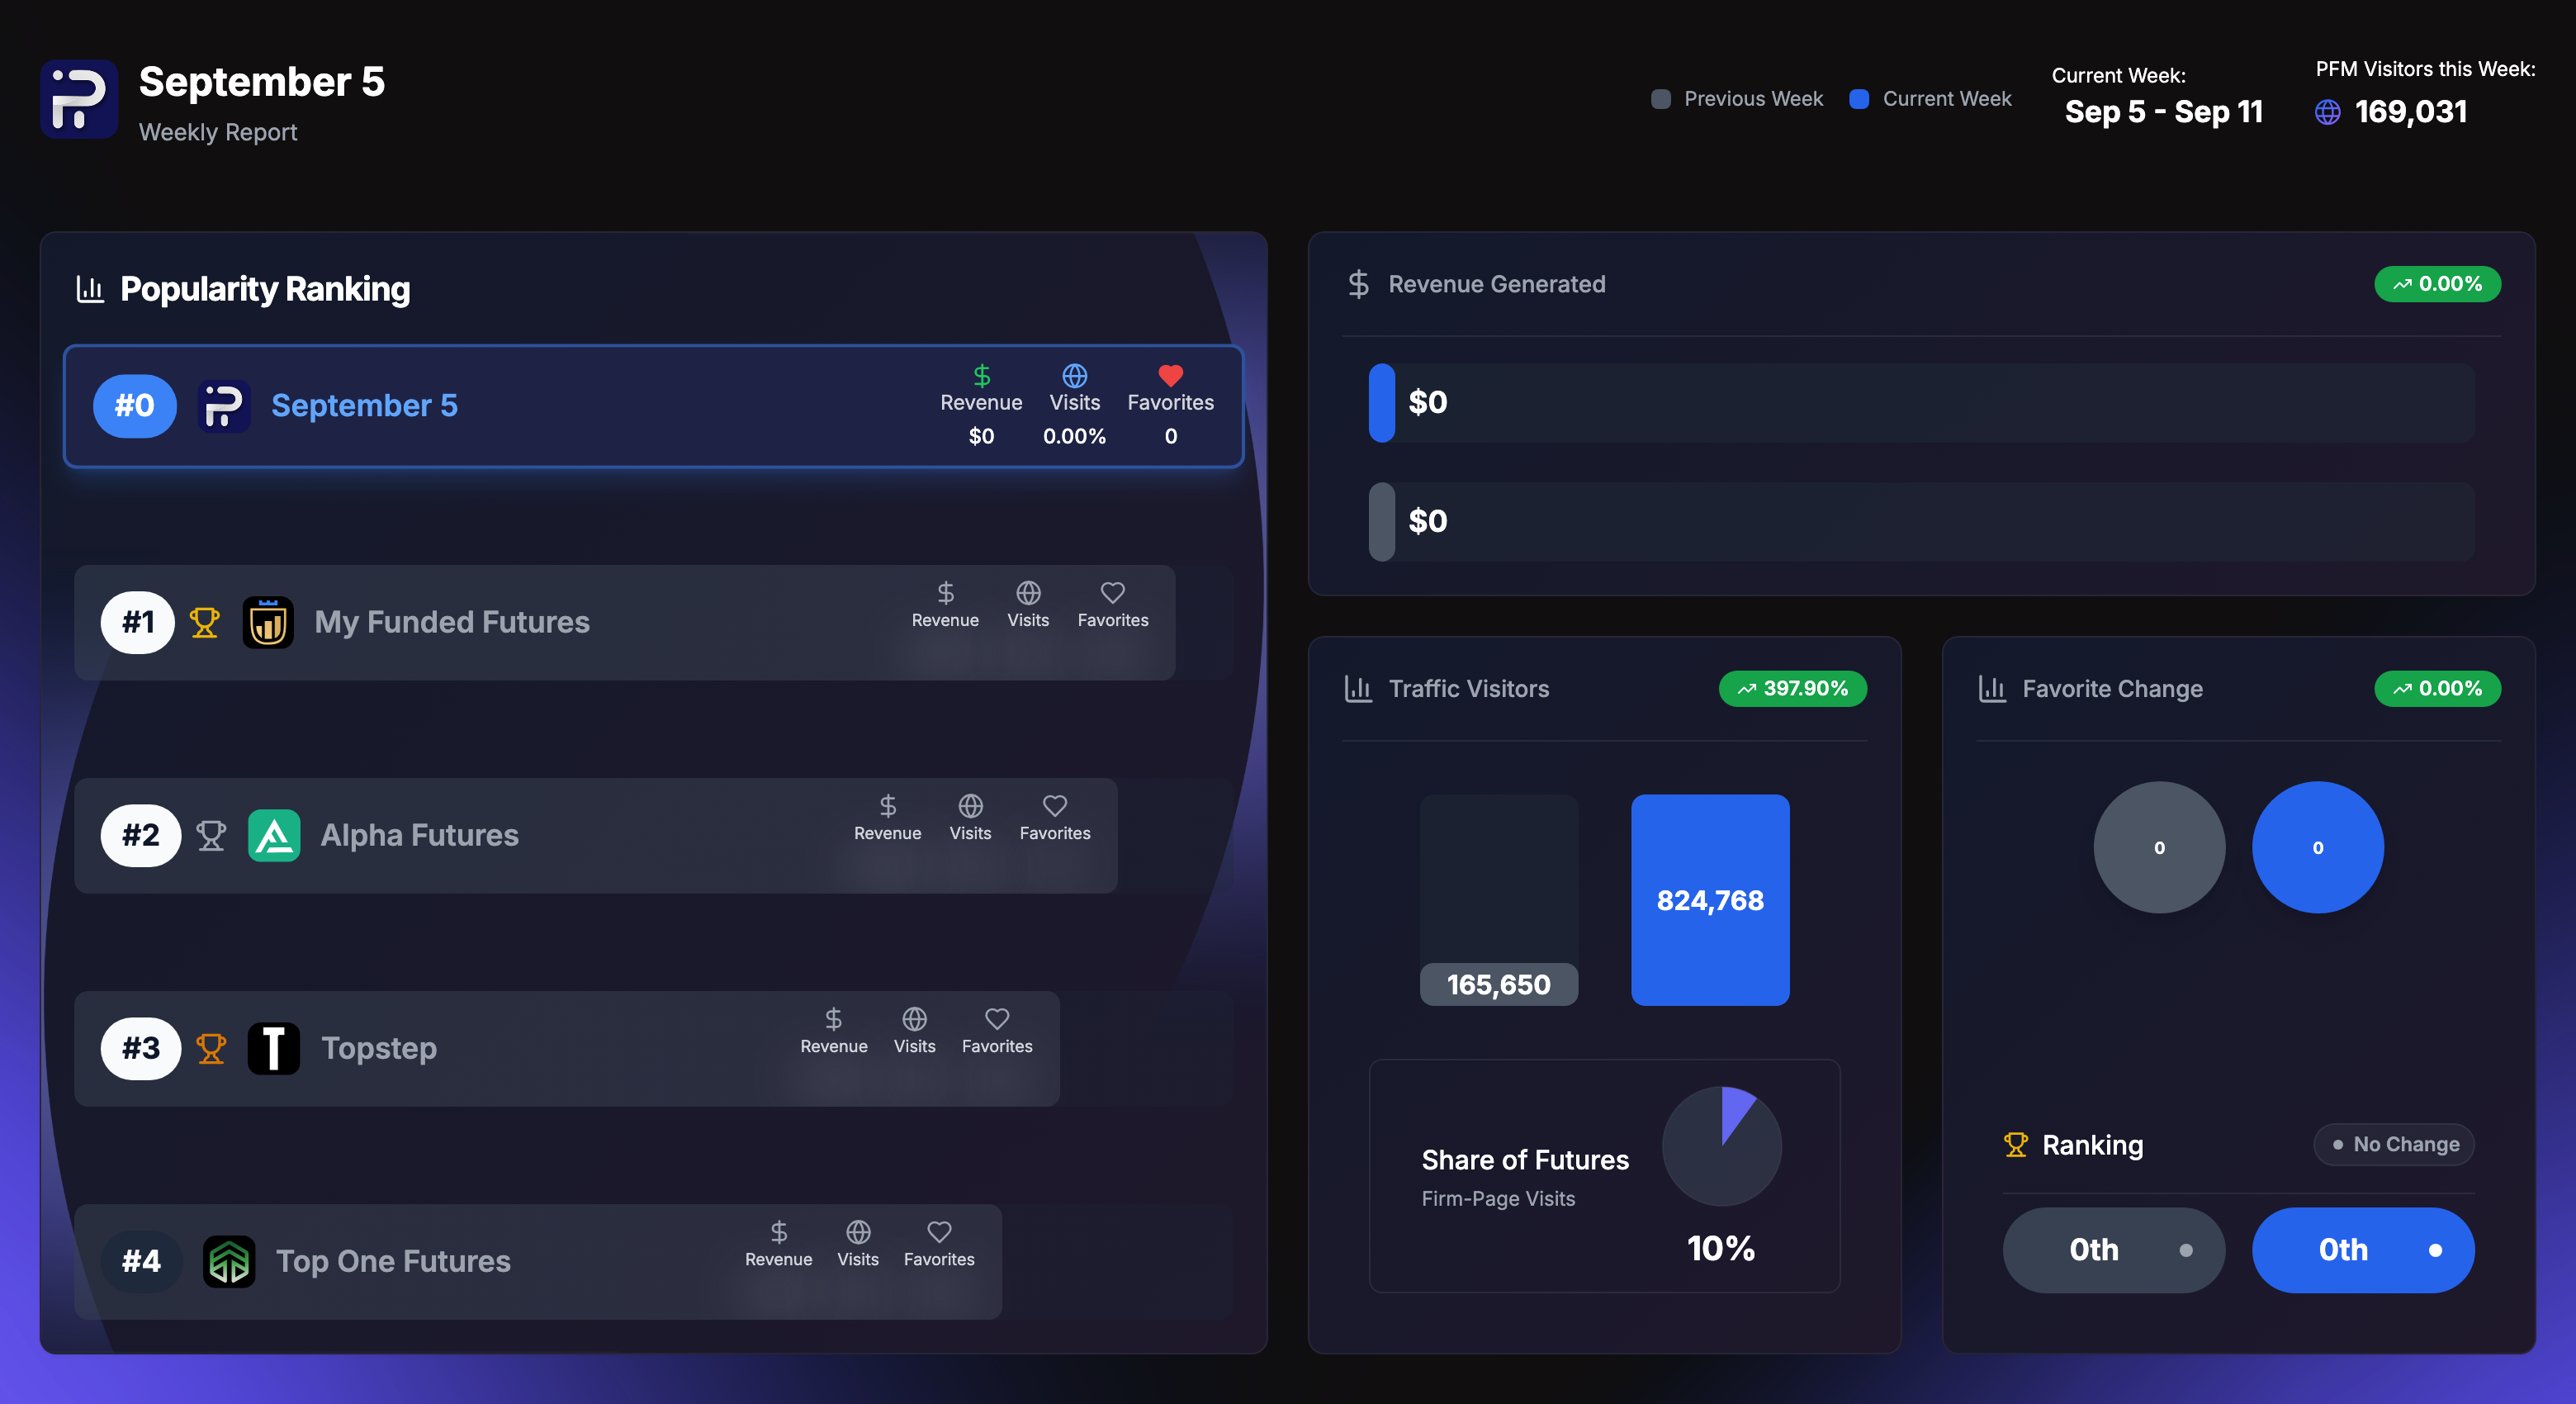 September 5
Weekly Report
Previous Week
Current Week
Current Week:
Sep 5 - Sep 11
PFM Visitors this Week:
169,031
Popularity Ranking
#0
September 5
Revenue
$0
Visits
0.00%
Favorites
0
#1
My Funded Futures
Revenue
Visits
Favorites
#2
Alpha Futures
Revenue
Visits
Favorites
#3
T
Topstep
Revenue
Visits
Favorites
#4
Top One Futures
Revenue
Visits
Favorites
Revenue Generated
0.00%
$0
$0
Traffic Visitors
397.90%
165,650
824,768
Share of Futures
Firm-Page Visits
10%
Favorite Change
0.00%
0
0
Ranking
No Change
0th
0th